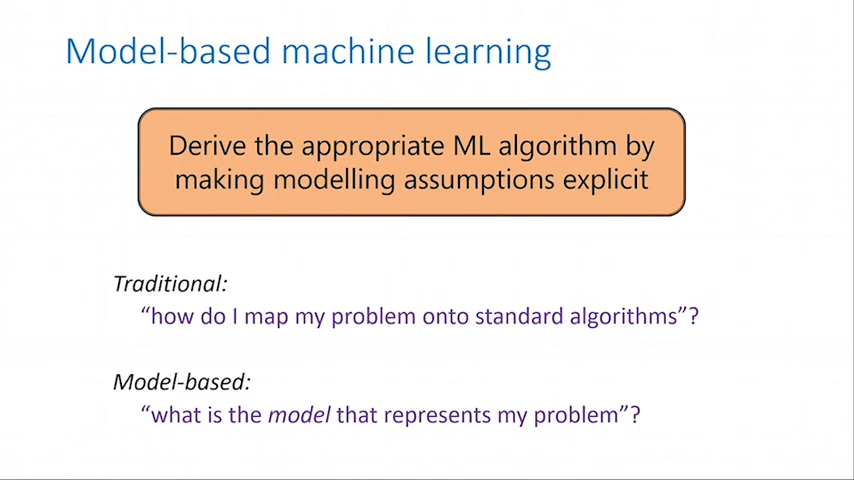 Model-based machine learning
Derive the appropriate ML algorithm by
making modelling assumptions explicit
Traditional:
“how do I map my problem onto standard algorithms”?
Model-based:
“what is the model that represents my problem”?